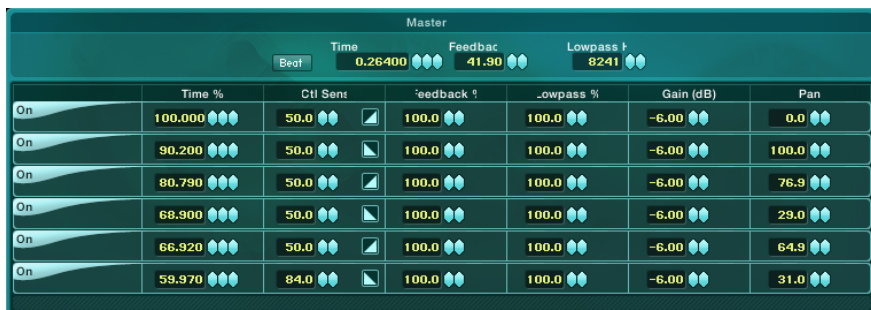 Master
Time Feedbac Lowpass H
Beat 0.26400 41.90 8241
Time % Ctl Sens Feedback % Lowpass % Gain (dB) Pan
On 100.000 50.0 100.0 100.0 -6.00 0.0
On 90.200 50.0 100.0 100.0 -6.00 100.0
On 80.790 50.0 100.0 100.0 -6.00 76.9
On 68.900 50.0 100.0 100.0 -6.00 29.0
On 66.920 50.0 100.0 100.0 -6.00 64.9
On 59.970 84.0 100.0 100.0 -6.00 31.0